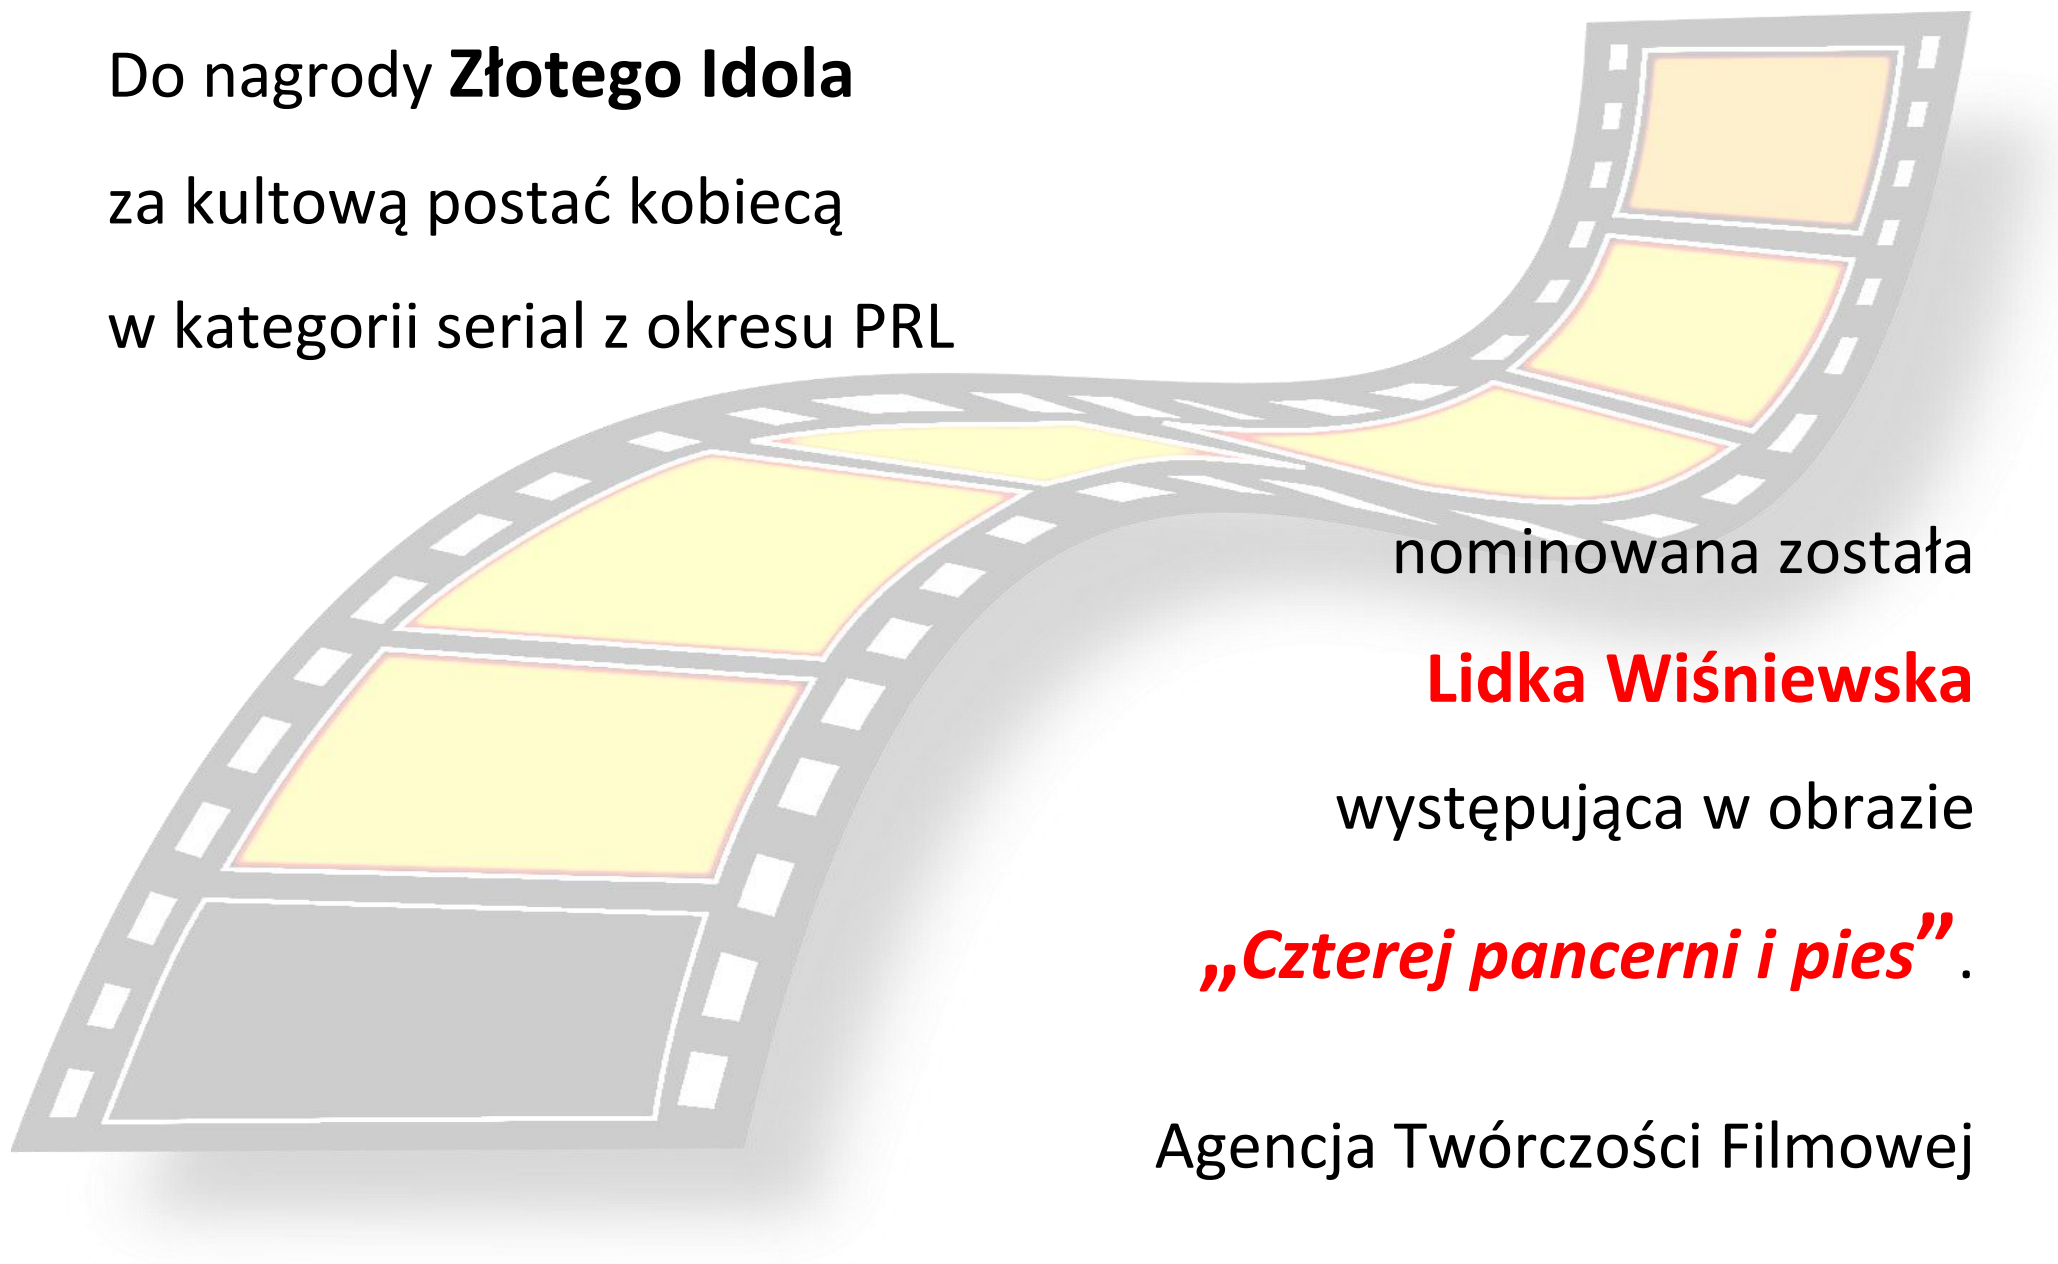 Do nagrody Złotego Idola
za kultową postać kobiecą
w kategorii serial z okresu PRL
nominowana została
Lidka Wiśniewska
występująca w obrazie
„Czterej pancerni i pies”.
Agencja Twórczości Filmowej